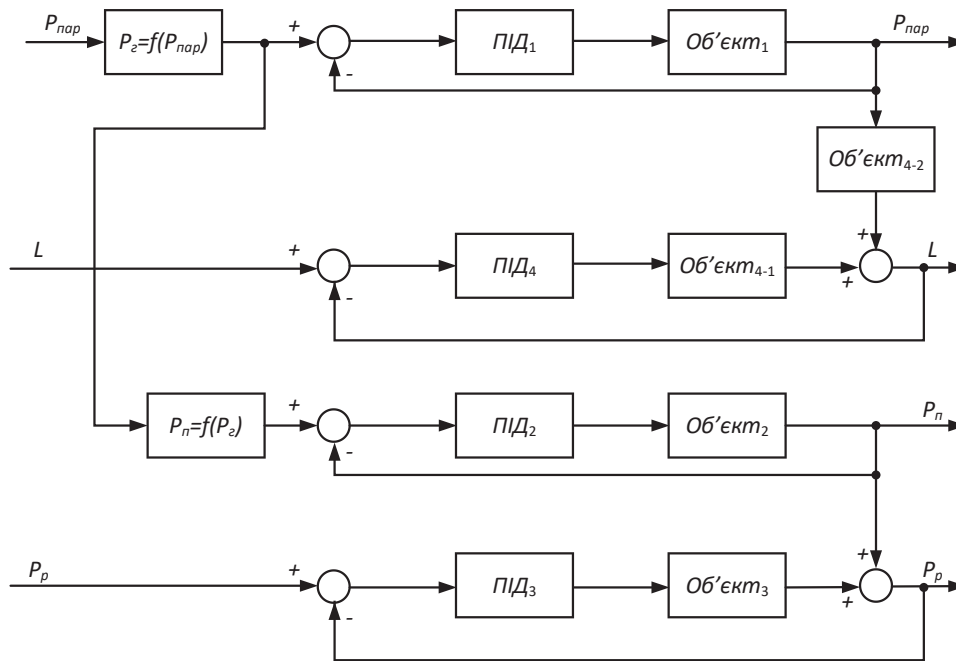 Pпар Pг=f(Pпар) + ПІД1 Об’єкт1 Pпар
-
Об’єкт4-2
+
L + ПІД4 Об’єкт4-1 + L
-
Pп=f(Pг) + ПІД2 Об’єкт2 Pп
-
+
Pр + ПІД3 Об’єкт3 + Pр
-